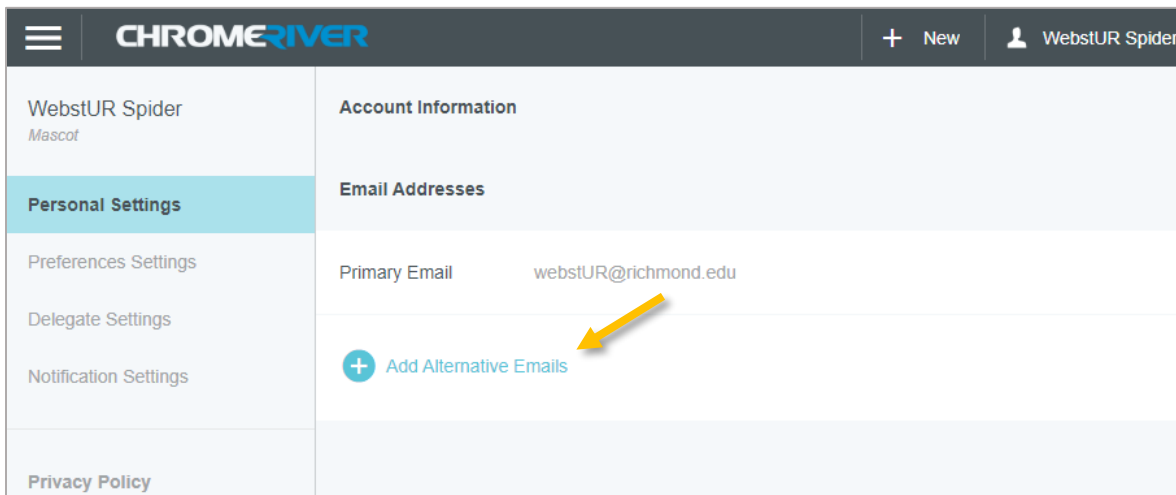 CHROMERIVER
+ New
WebstUR Spider
WebstUR Spider
Mascot
Personal Settings
Preferences Settings
Delegate Settings
Notification Settings
Privacy Policy
Account Information
Email Addresses
Primary Email webstUR@richmond.edu
Add Alternative Emails